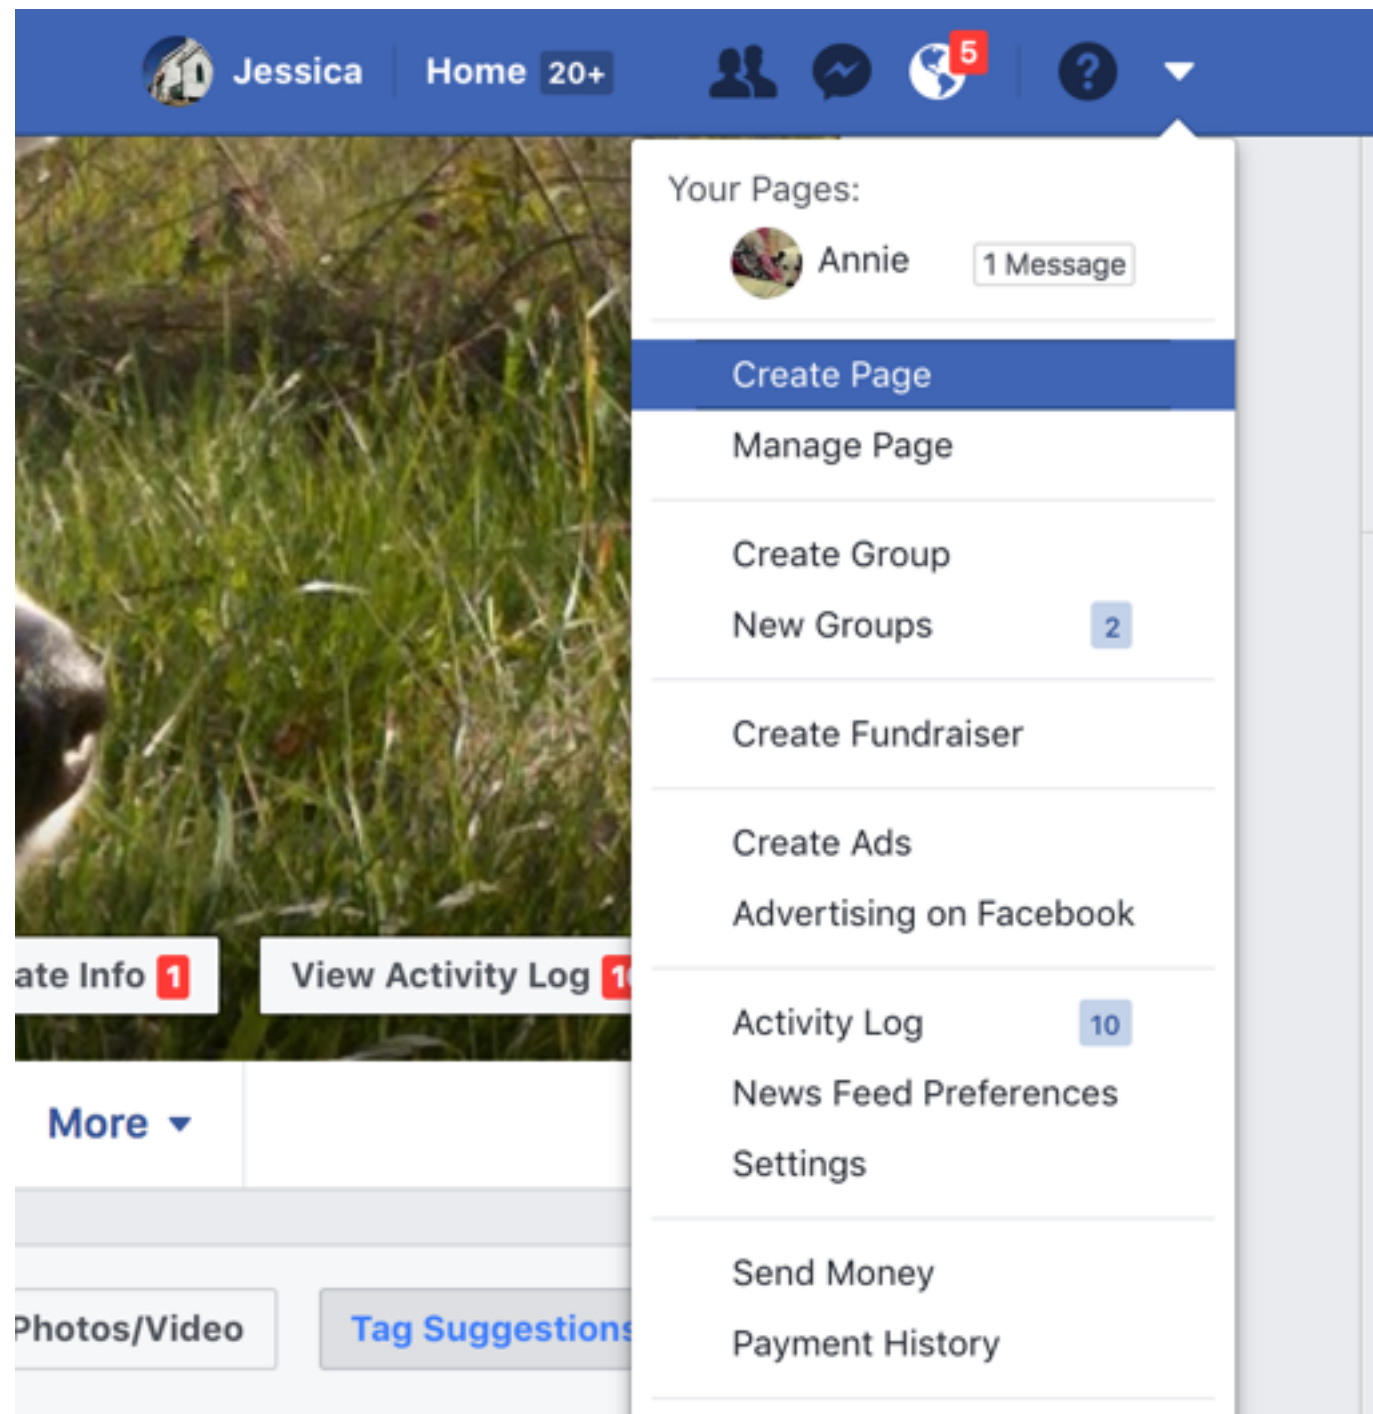 Jessica
Home 20+
5
?
Your Pages:
Annie 1 Message
Create Page
Manage Page
Create Group
New Groups 2
Create Fundraiser
Create Ads
Advertising on Facebook
ate Info 1
View Activity Log 1
Activity Log 10
News Feed Preferences
Settings
More
Send Money
Photos/Video
Tag Suggestions
Payment History